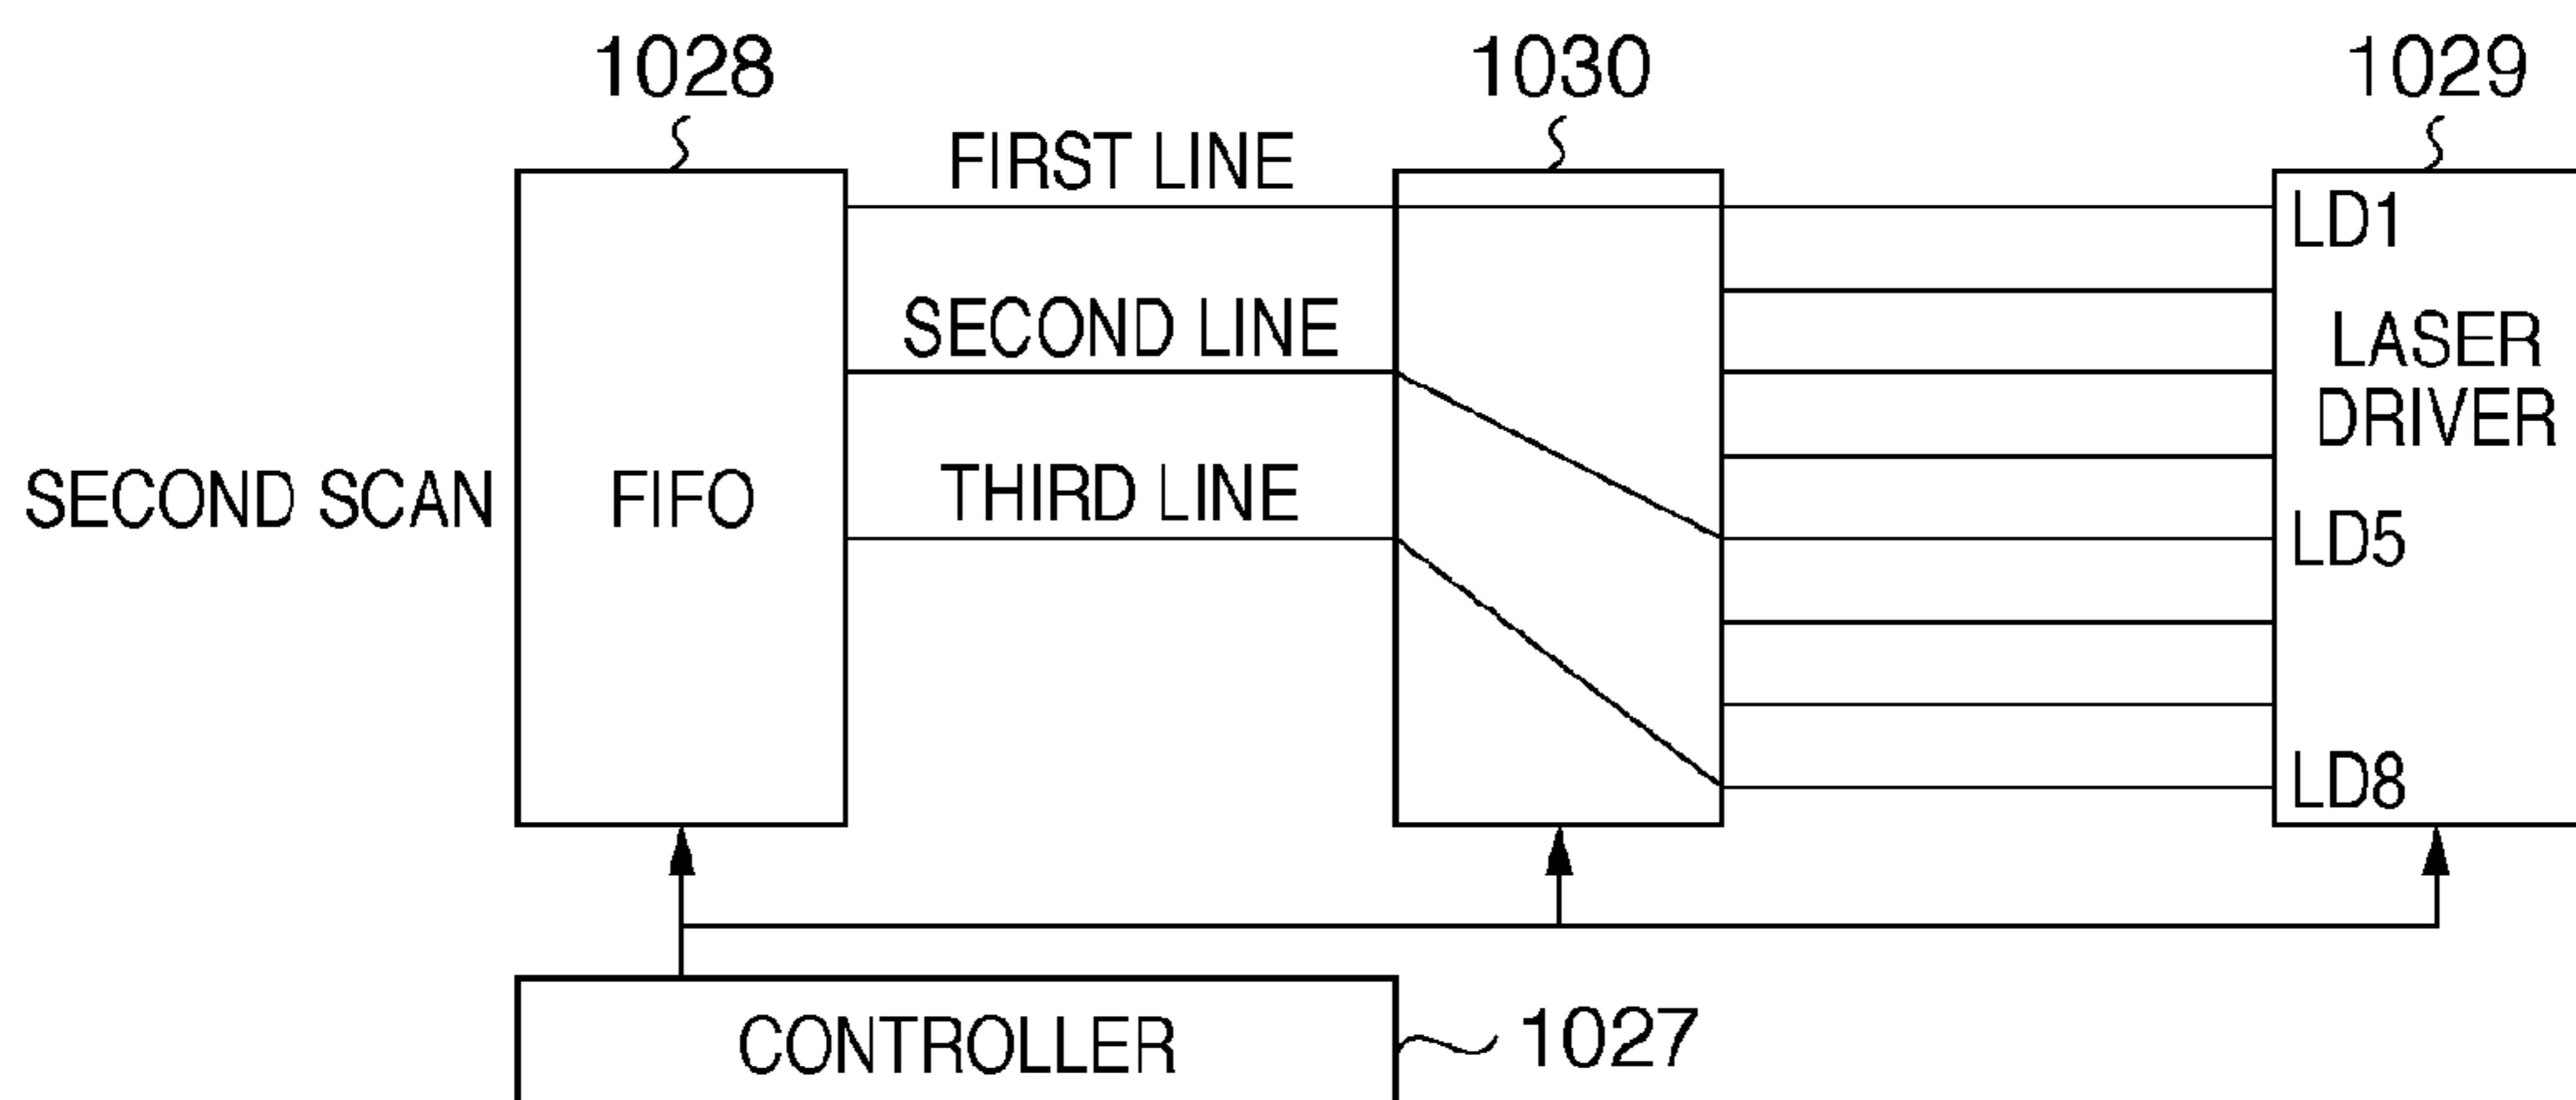 1028
1030
1029
FIRST LINE
LD1
SECOND LINE
LASER
DRIVER
SECOND SCAN
FIFO
THIRD LINE
LD5
LD8
CONTROLLER
1027